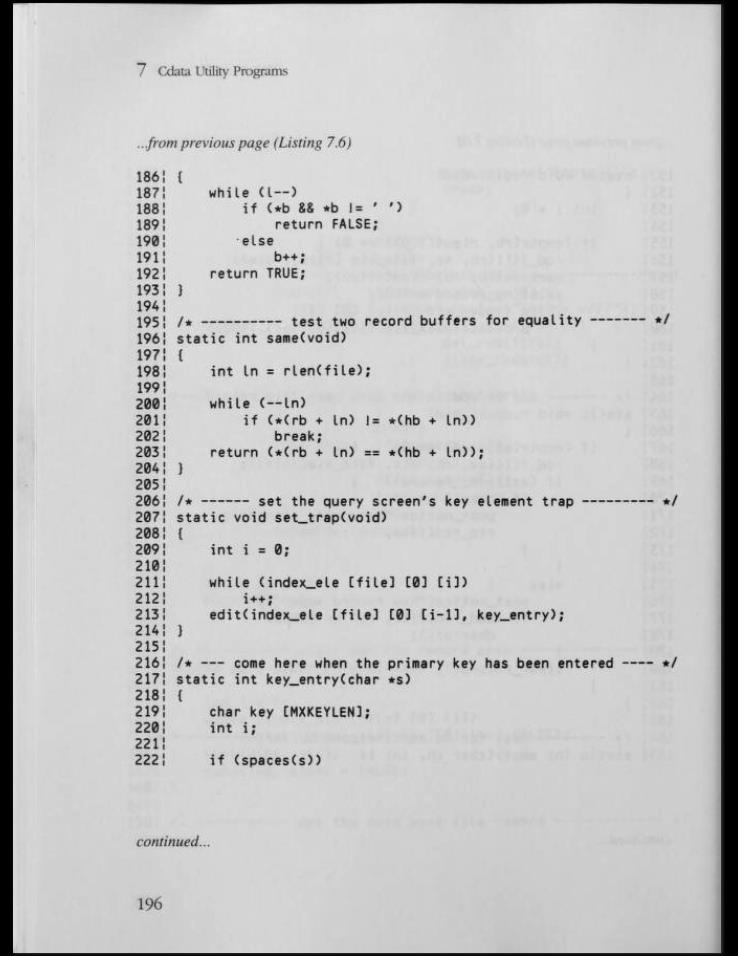 7 Cdata Utility Programs
...from previous page (Listing 7.6)
186¦ {
187¦     while (l--)
188¦         if (*b && *b != ' ')
189¦             return FALSE;
190¦         else
191¦             b++;
192¦     return TRUE;
193¦ }
194¦
195¦ /* ---------- test two record buffers for equality ------- */
196¦ static int same(void)
197¦ {
198¦     int ln = rlen(file);
199¦
200¦     while (--ln)
201¦         if (*(rb + ln) != *(hb + ln))
202¦             break;
203¦     return (*(rb + ln) == *(hb + ln));
204¦ }
205¦
206¦ /* ------ set the query screen's key element trap --------- */
207¦ static void set_trap(void)
208¦ {
209¦     int i = 0;
210¦
211¦     while (index_ele [file] [0] [i])
212¦         i++;
213¦     edit(index_ele [file] [0] [i-1], key_entry);
214¦ }
215¦
216¦ /* --- come here when the primary key has been entered ---- */
217¦ static int key_entry(char *s)
218¦ {
219¦     char key [MXKEYLEN];
220¦     int i;
221¦
222¦     if (spaces(s))
continued...
196